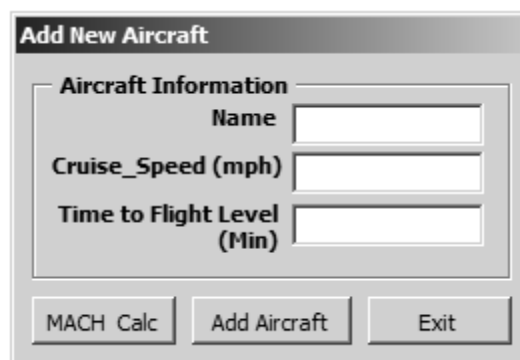 Add New Aircraft
Aircraft Information
Name
Cruise_Speed (mph)
Time to Flight Level
(Min)
MACH Calc
Add Aircraft
Exit